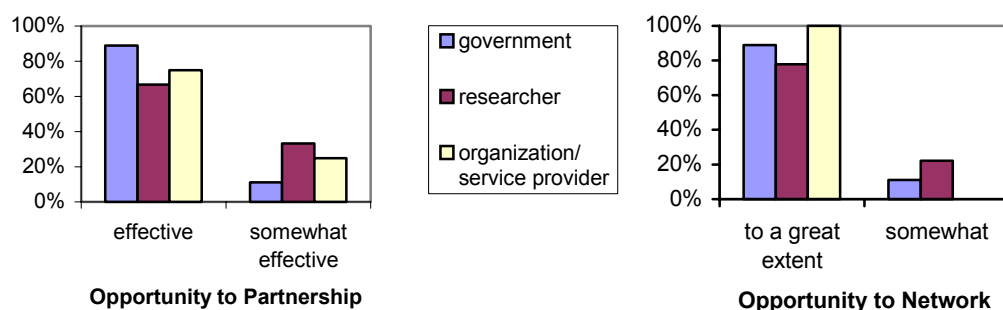 100%
80%
60%
40%
20%
0%
effective
somewhat
effective
Opportunity to Partnership
government
researcher
organization/
service provider
100%
80%
60%
40%
20%
0%
to a great
extent
somewhat
Opportunity to Network